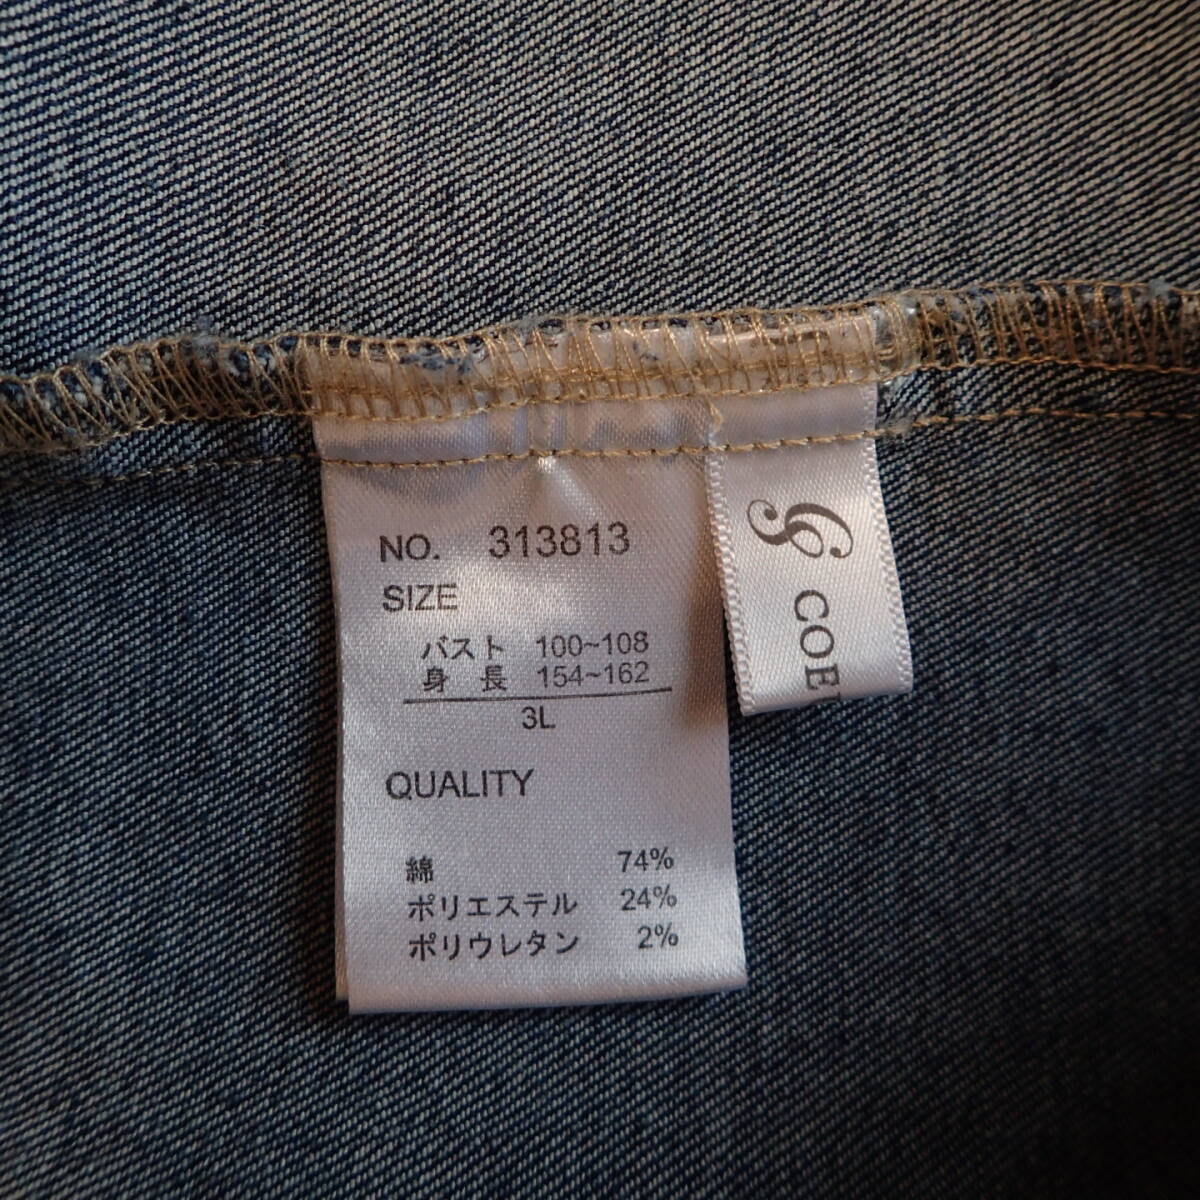 NO. 313813
SIZE
バスト 100~108
身長 154~162
3L
QUALITY
綿 74%
ポリエステル 24%
ポリウレタン 2%